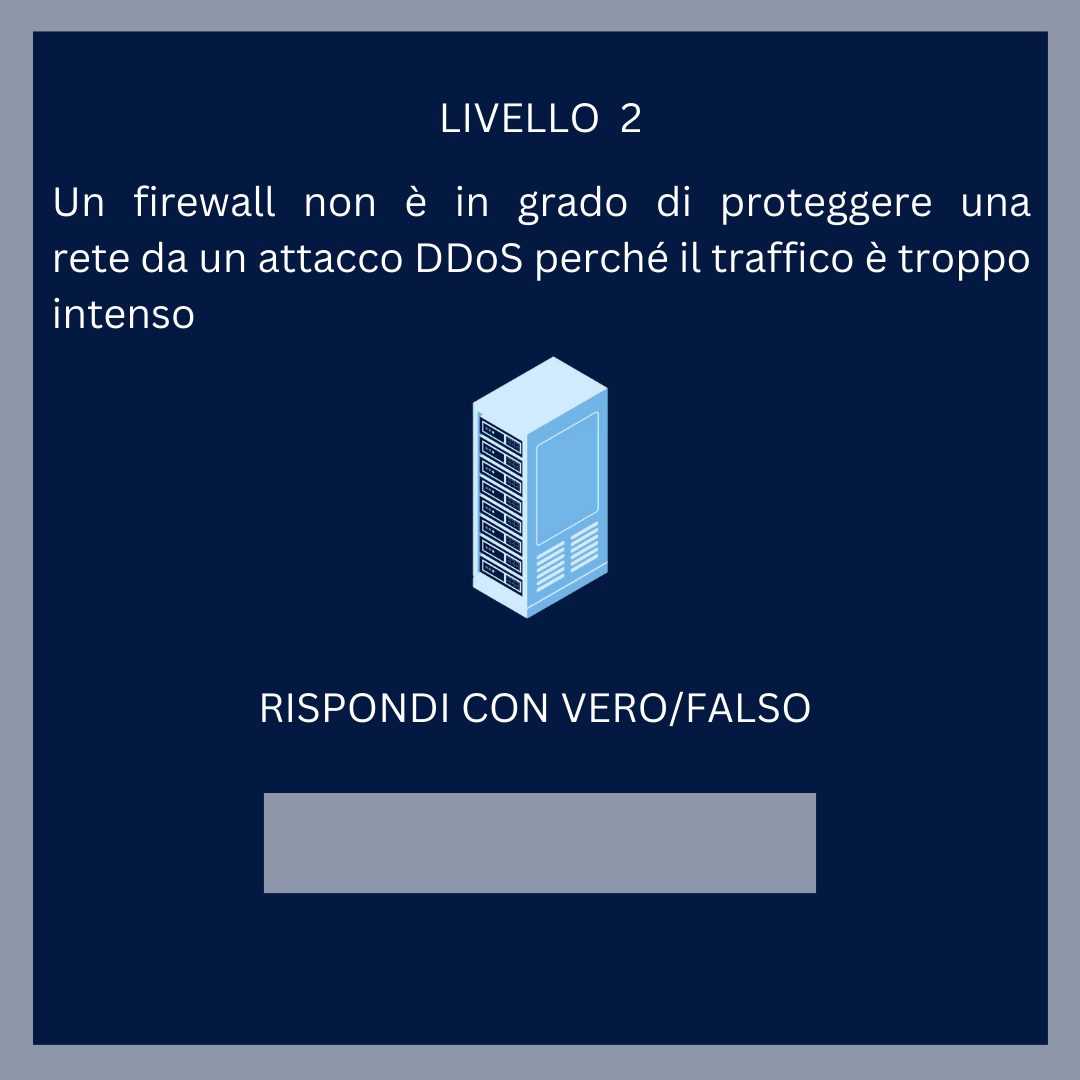 LIVELLO 2
Un firewall non è in grado di proteggere una
rete da un attacco DDoS perché il traffico è troppo
intenso
RISPONDI CON VERO/FALSO